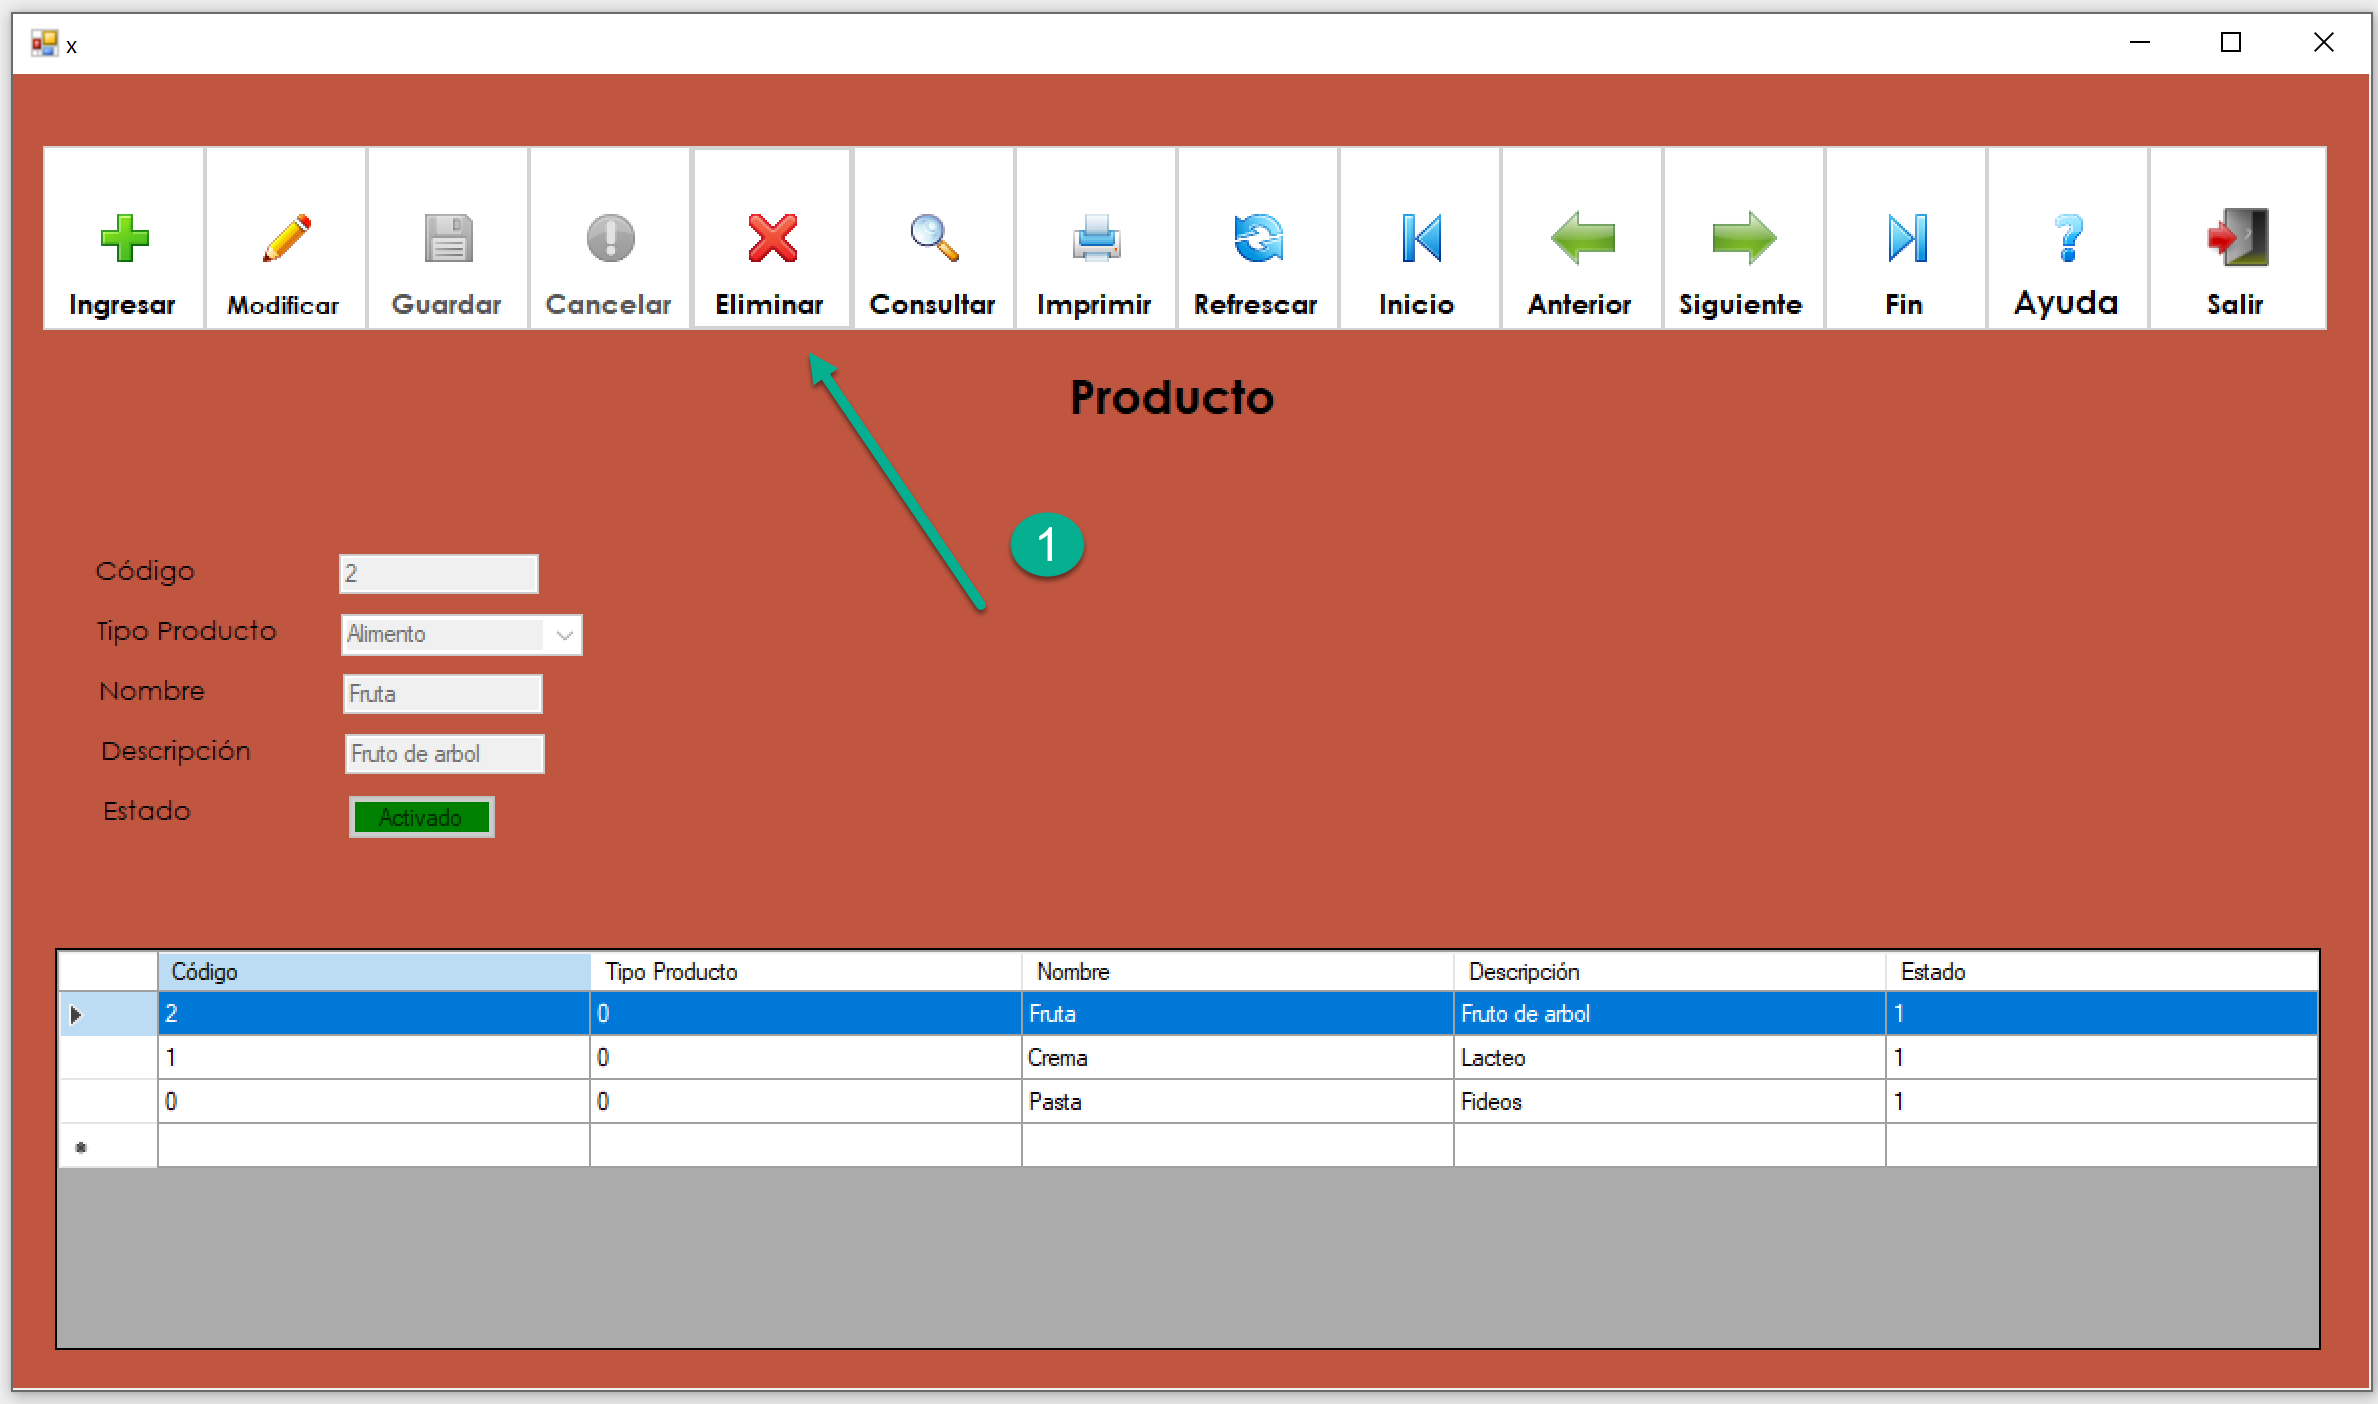 x
Ingresar Modificar Guardar Cancelar Eliminar Consultar Imprimir Refrescar Inicio Anterior Siguiente Fin Ayuda Salir
Producto
1
Código 2
Tipo Producto Alimento
Nombre Fruta
Descripción Fruto de arbol
Estado Activado
Código Tipo Producto Nombre Descripción Estado
2 0 Fruta Fruto de arbol 1
1 0 Crema Lacteo 1
0 0 Pasta Fideos 1